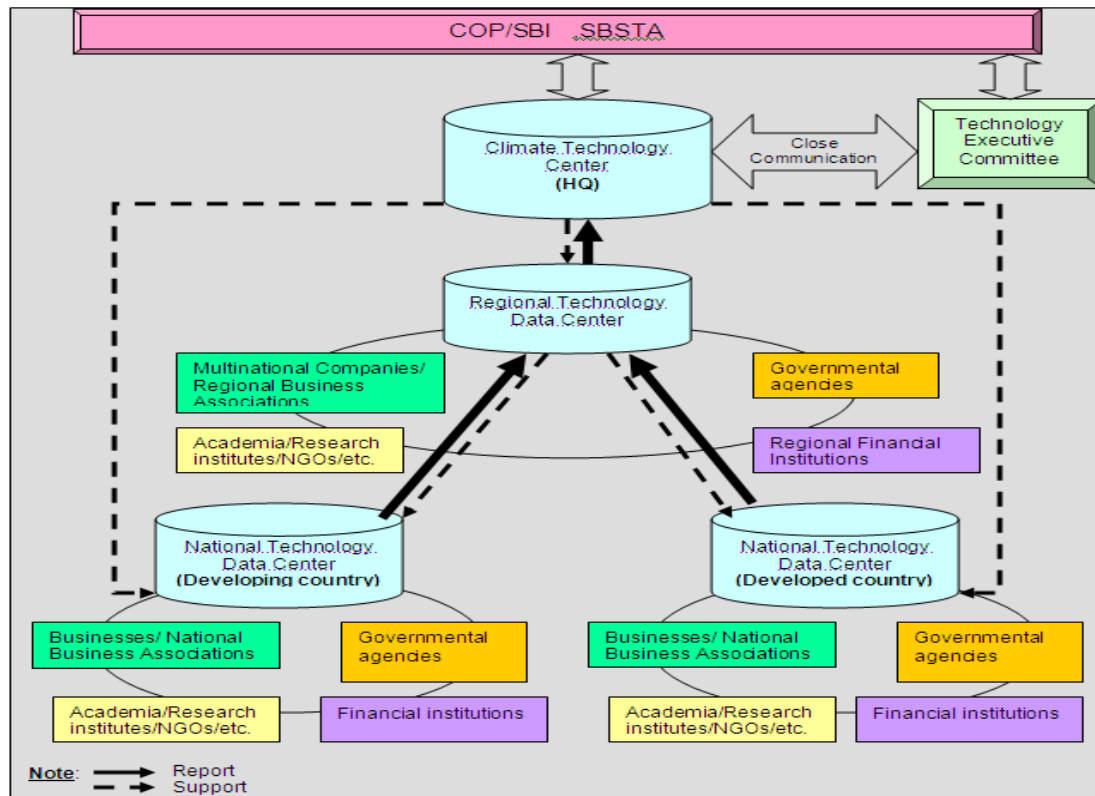 COP/SBI ,SBSTA
Climate Technology
Center
(HQ)
Close
Communication
Technology
Executive
Committee
Regional Technology
Data Center
Multinational Companies/
Regional Business
Associations
Governmental
agencies
Academia/Research
institutes/NGOs/etc.
Regional Financial
Institutions
National Technology
Data Center
(Developing country)
National Technology
Data Center
(Developed country)
Businesses/ National
Business Associations
Governmental
agencies
Academia/Research
institutes/NGOs/etc.
Financial institutions
Businesses/ National
Business Associations
Governmental
agencies
Academia/Research
institutes/NGOs/etc.
Financial institutions
Note: Report
Support